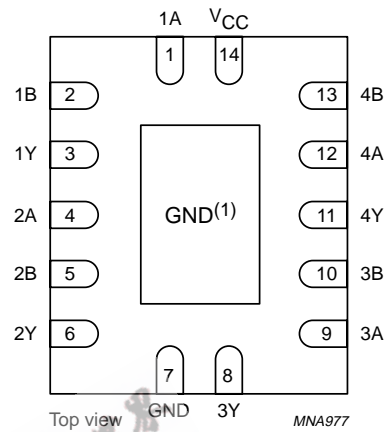 1A VCC
1 14
1B 2 13 4B
1Y 3 12 4A
2A 4 GND(1) 11 4Y
2B 5 10 3B
2Y 6 9 3A
7 8
Top view GND 3Y MNA977